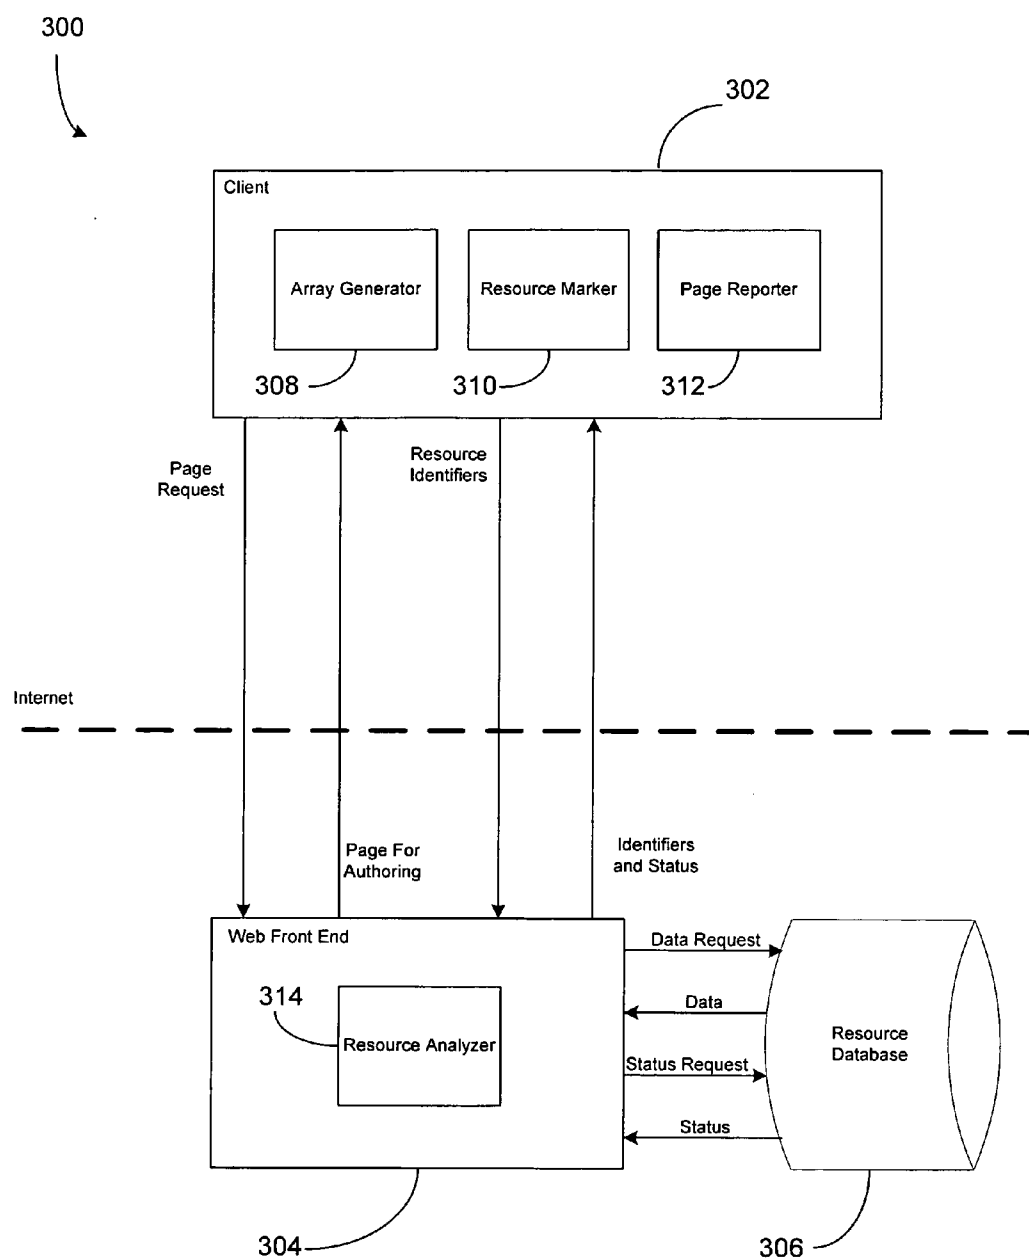 300
302
Client
Array Generator
Resource Marker
Page Reporter
308
310
312
Page
Request
Resource
Identifiers
Internet
Page For
Authoring
Identifiers
and Status
Web Front End
314
Resource Analyzer
Data Request
Data
Status Request
Status
Resource
Database
304
306